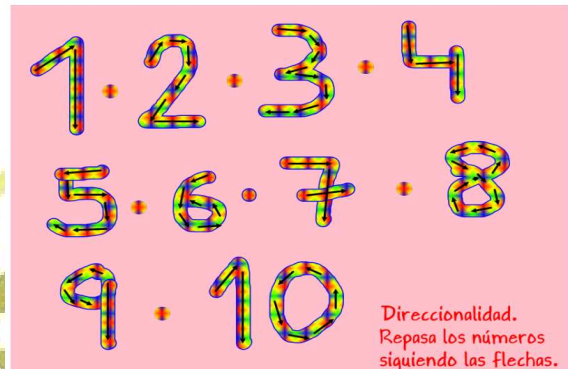 1 · 2 · 3 · 4
5 · 6 · 7 · 8
9 · 10
Direccionalidad.
Repasa los números
siguiendo las flechas.